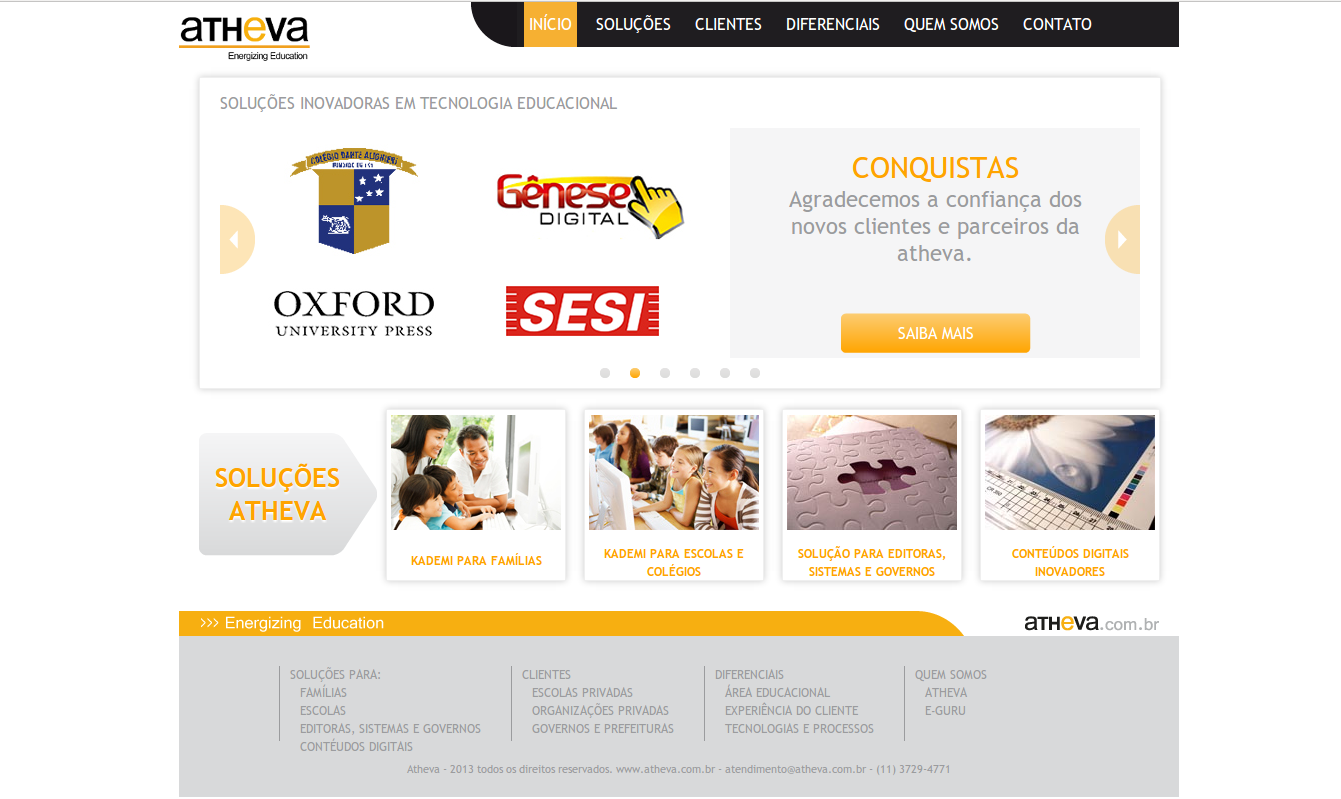 atheva
Energizing Education
INÍCIO SOLUÇÕES CLIENTES DIFERENCIAIS QUEM SOMOS CONTATO
SOLUÇÕES INOVADORAS EM TECNOLOGIA EDUCACIONAL
COLÉGIO DANTE ALIGHIERI
Gênese
DIGITAL
OXFORD
UNIVERSITY PRESS
SESI
CONQUISTAS
Agradecemos a confiança dos
novos clientes e parceiros da
atheva.
SAIBA MAIS
SOLUÇÕES
ATHEVA
KADEMI PARA FAMÍLIAS
KADEMI PARA ESCOLAS E
COLÉGIOS
SOLUÇÃO PARA EDITORAS,
SISTEMAS E GOVERNOS
CONTEÚDOS DIGITAIS
INOVADORES
>>> Energizing Education
atheva.com.br
SOLUÇÕES PARA:
FAMÍLIAS
ESCOLAS
EDITORAS, SISTEMAS E GOVERNOS
CONTÉUDOS DIGITAIS
CLIENTES
ESCOLAS PRIVADAS
ORGANIZAÇÕES PRIVADAS
GOVERNOS E PREFEITURAS
DIFERENCIAIS
ÁREA EDUCACIONAL
EXPERIÊNCIA DO CLIENTE
TECNOLOGIAS E PROCESSOS
QUEM SOMOS
ATHEVA
E-GURU
Atheva - 2013 todos os direitos reservados. www.atheva.com.br - atendimento@atheva.com.br - (11) 3729-4771